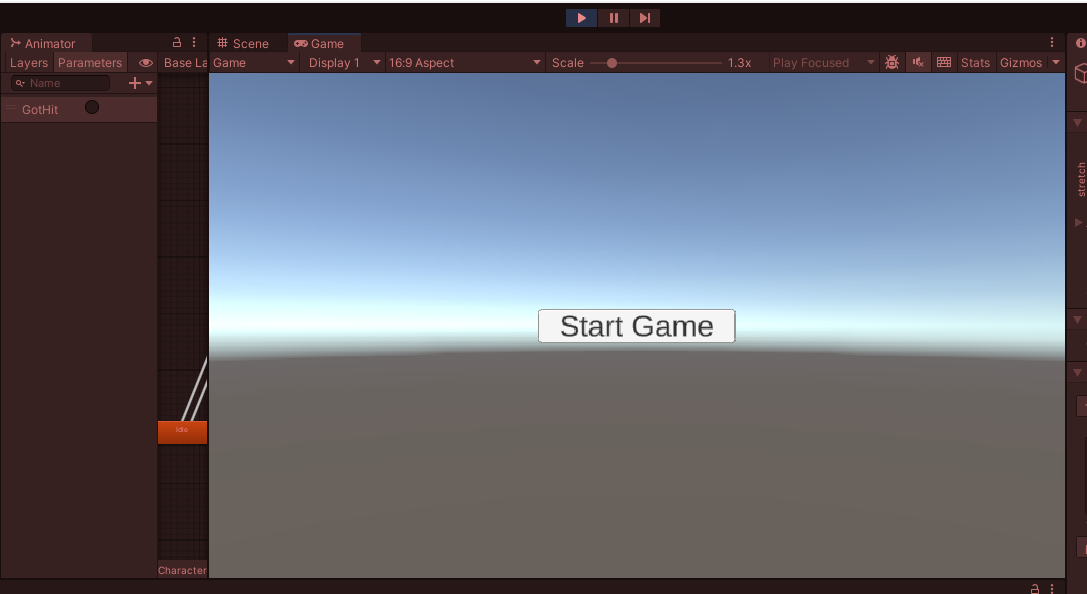 Animator
Scene
Game
Layers
Parameters
Base La
Game
Display 1
16:9 Aspect
Scale
1.3x
Play Focused
Stats
Gizmos
Name
GotHit
stretch
Start Game
Idle
Character